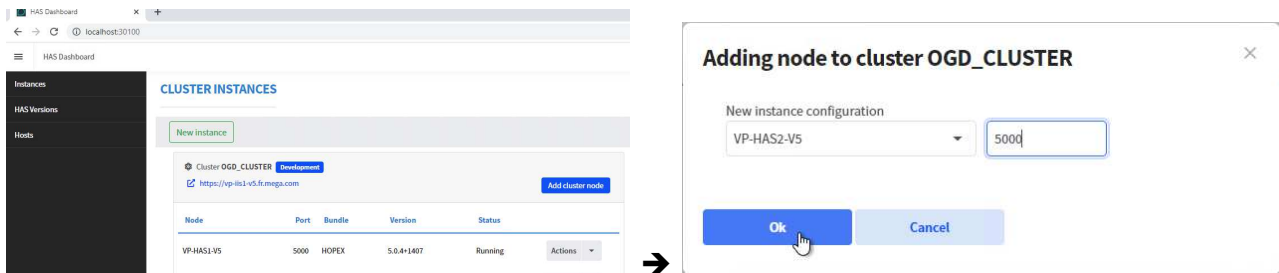 HAS Dashboard
localhost:30100
HAS Dashboard
Instances
HAS Versions
Hosts
CLUSTER INSTANCES
New instance
Cluster OGD_CLUSTER Development
https://vp-iis1-v5.fr.mega.com
Add cluster node
Node Port Bundle Version Status
VP-HAS1-V5 5000 HOPEX 5.0.4+1407 Running Actions
Adding node to cluster OGD_CLUSTER
New instance configuration
VP-HAS2-V5 5000
Ok Cancel